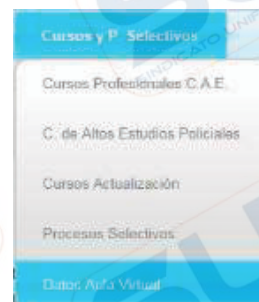 Cursos y P. Selectivos
Cursos Profesionales C.A.E.
C. de Altos Estudios Policiales
Cursos Actualización
Procesos Selectivos
Datos Aula Virtual